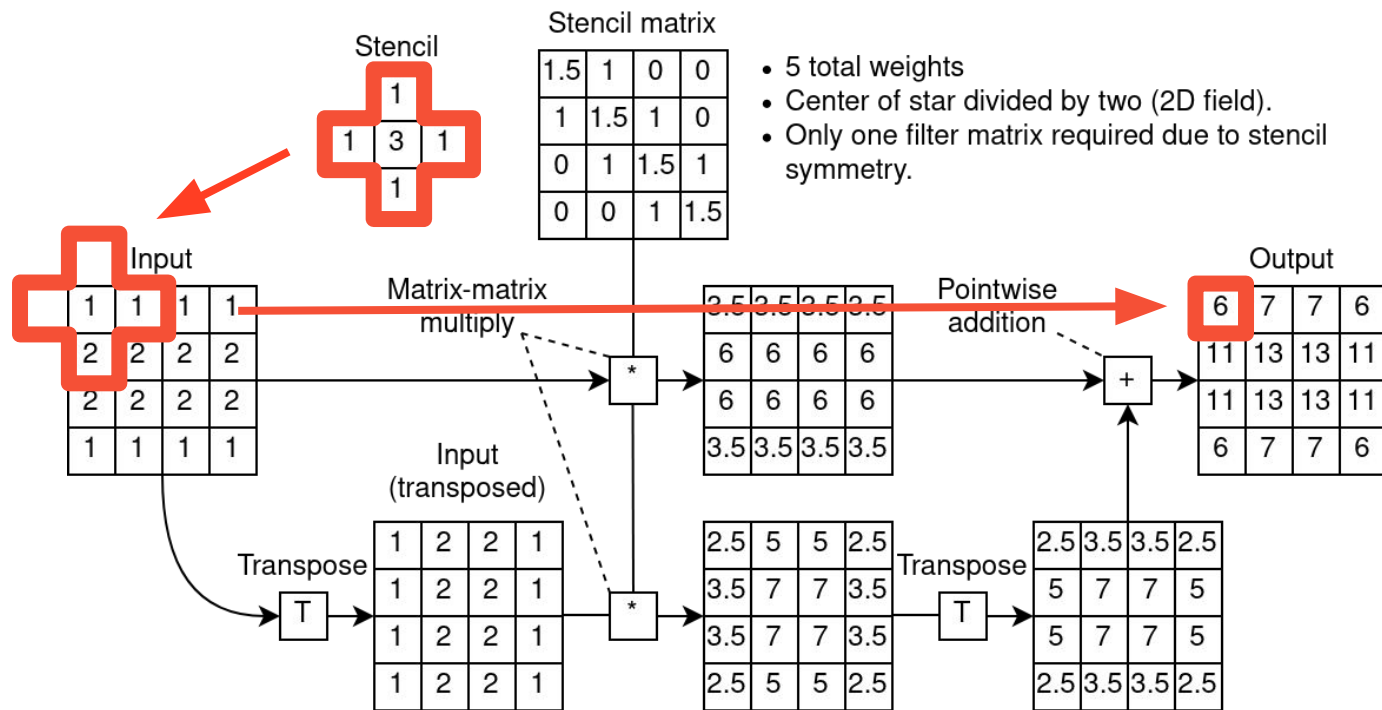 Stencil matrix
Stencil
1
1 3 1
1
1.5 1 0 0
1 1.5 1 0
0 1 1.5 1
0 0 1 1.5
• 5 total weights
• Center of star divided by two (2D field).
• Only one filter matrix required due to stencil
symmetry.
Input
1 1 1 1
2 2 2 2
2 2 2 2
1 1 1 1
Matrix-matrix
multiply
*
3.5 3.5 3.5 3.5
6 6 6 6
6 6 6 6
3.5 3.5 3.5 3.5
Pointwise
addition
+
Output
6 7 7 6
11 13 13 11
11 13 13 11
6 7 7 6
Transpose
T
Input
(transposed)
1 2 2 1
1 2 2 1
1 2 2 1
1 2 2 1
*
2.5 5 5 2.5
3.5 7 7 3.5
3.5 7 7 3.5
2.5 5 5 2.5
Transpose
T
2.5 3.5 3.5 2.5
5 7 7 5
5 7 7 5
2.5 3.5 3.5 2.5